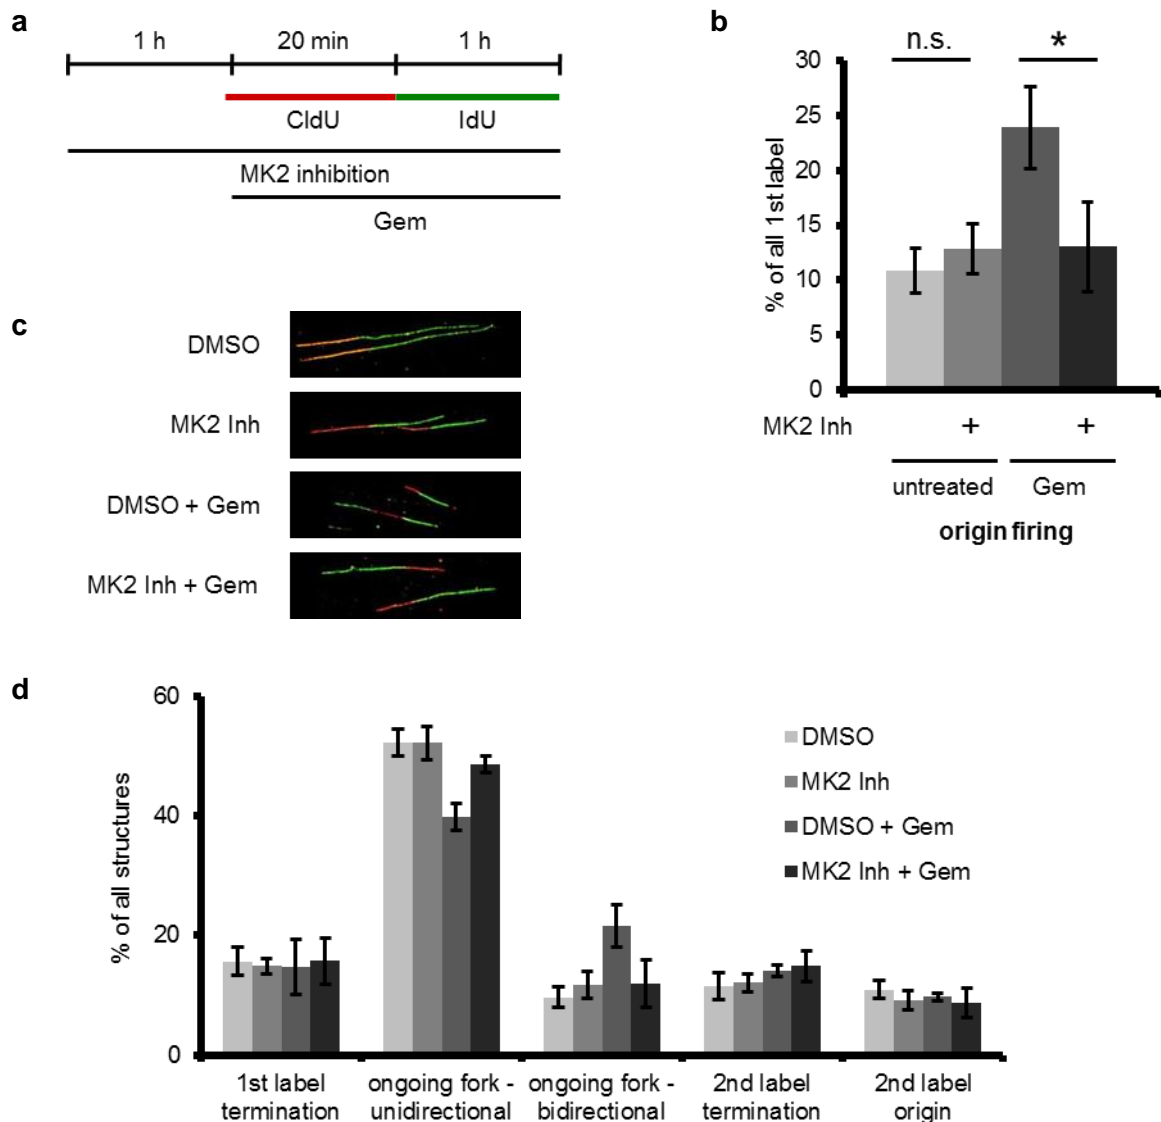 a
1 h 20 min 1 h
CldU IdU
MK2 inhibition
Gem
b
n.s. *
30
25
20
15
10
5
0
% of all 1st label
MK2 Inh + +
untreated Gem
origin firing
c
DMSO
MK2 Inh
DMSO + Gem
MK2 Inh + Gem
d
60
40
20
0
% of all structures
DMSO
MK2 Inh
DMSO + Gem
MK2 Inh + Gem
1st label ongoing fork - ongoing fork - 2nd label 2nd label
termination unidirectional bidirectional termination origin